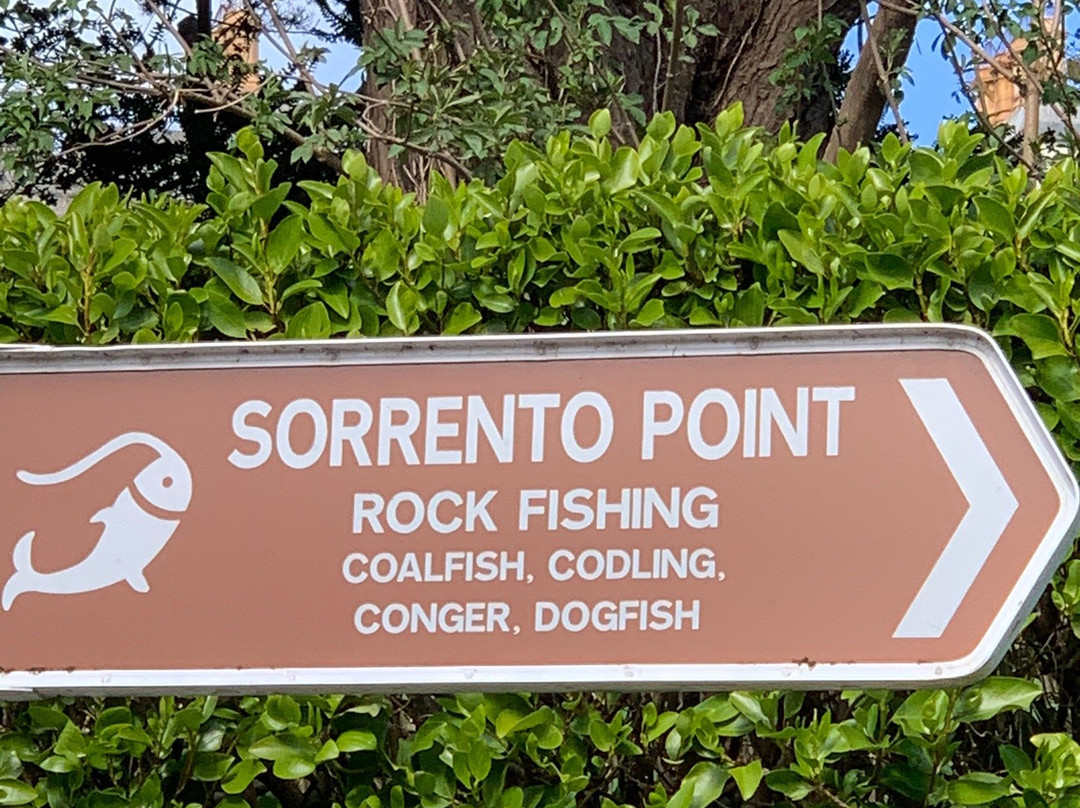 SORRENTO POINT
ROCK FISHING
COALFISH, CODLING,
CONGER, DOGFISH